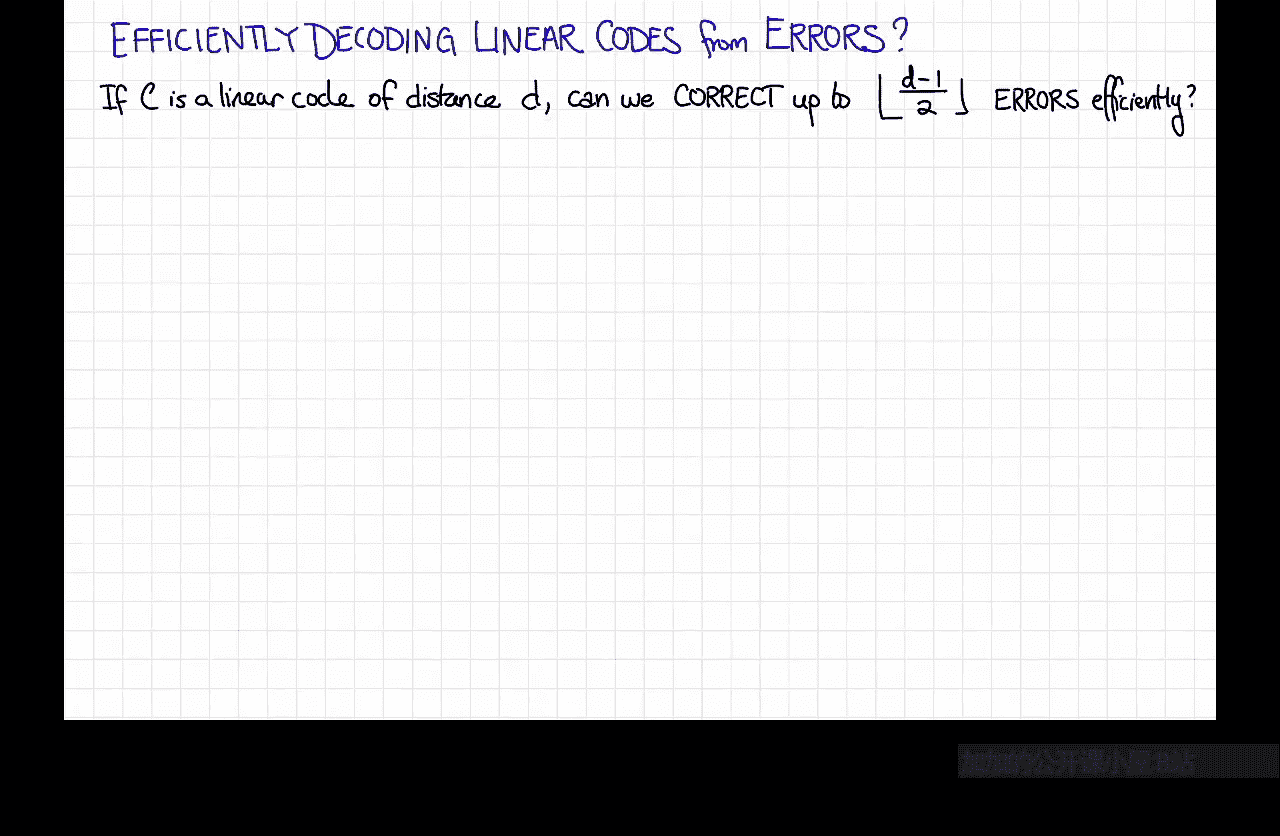 EFFICIENTLY DECODING LINEAR CODES from ERRORS?
If C is a linear code of distance d, can we CORRECT up to ⌊(d-1)/2⌋ ERRORS efficiently?